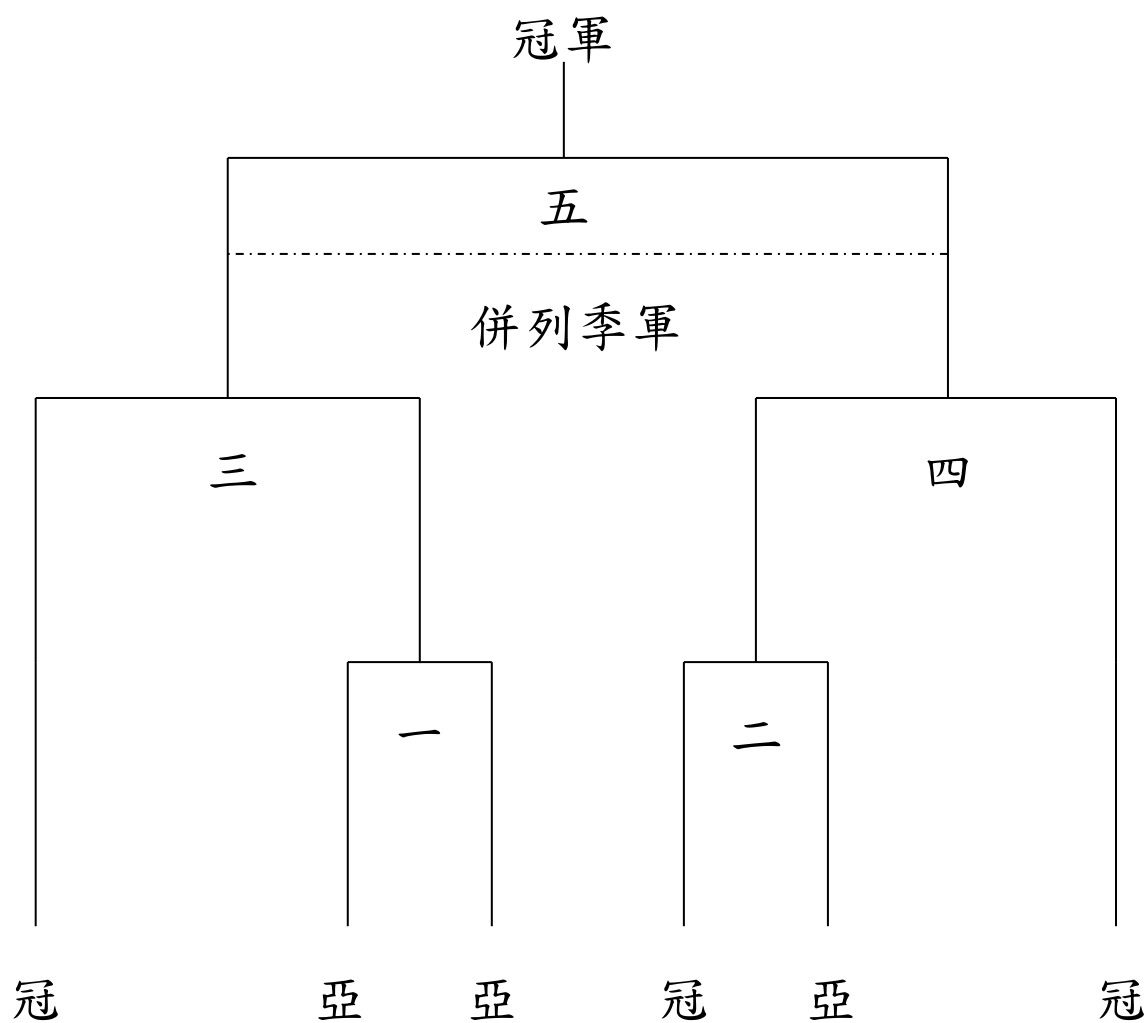 冠軍
五
併列季軍
三 四
一 二
冠 亞 亞 冠 亞 冠